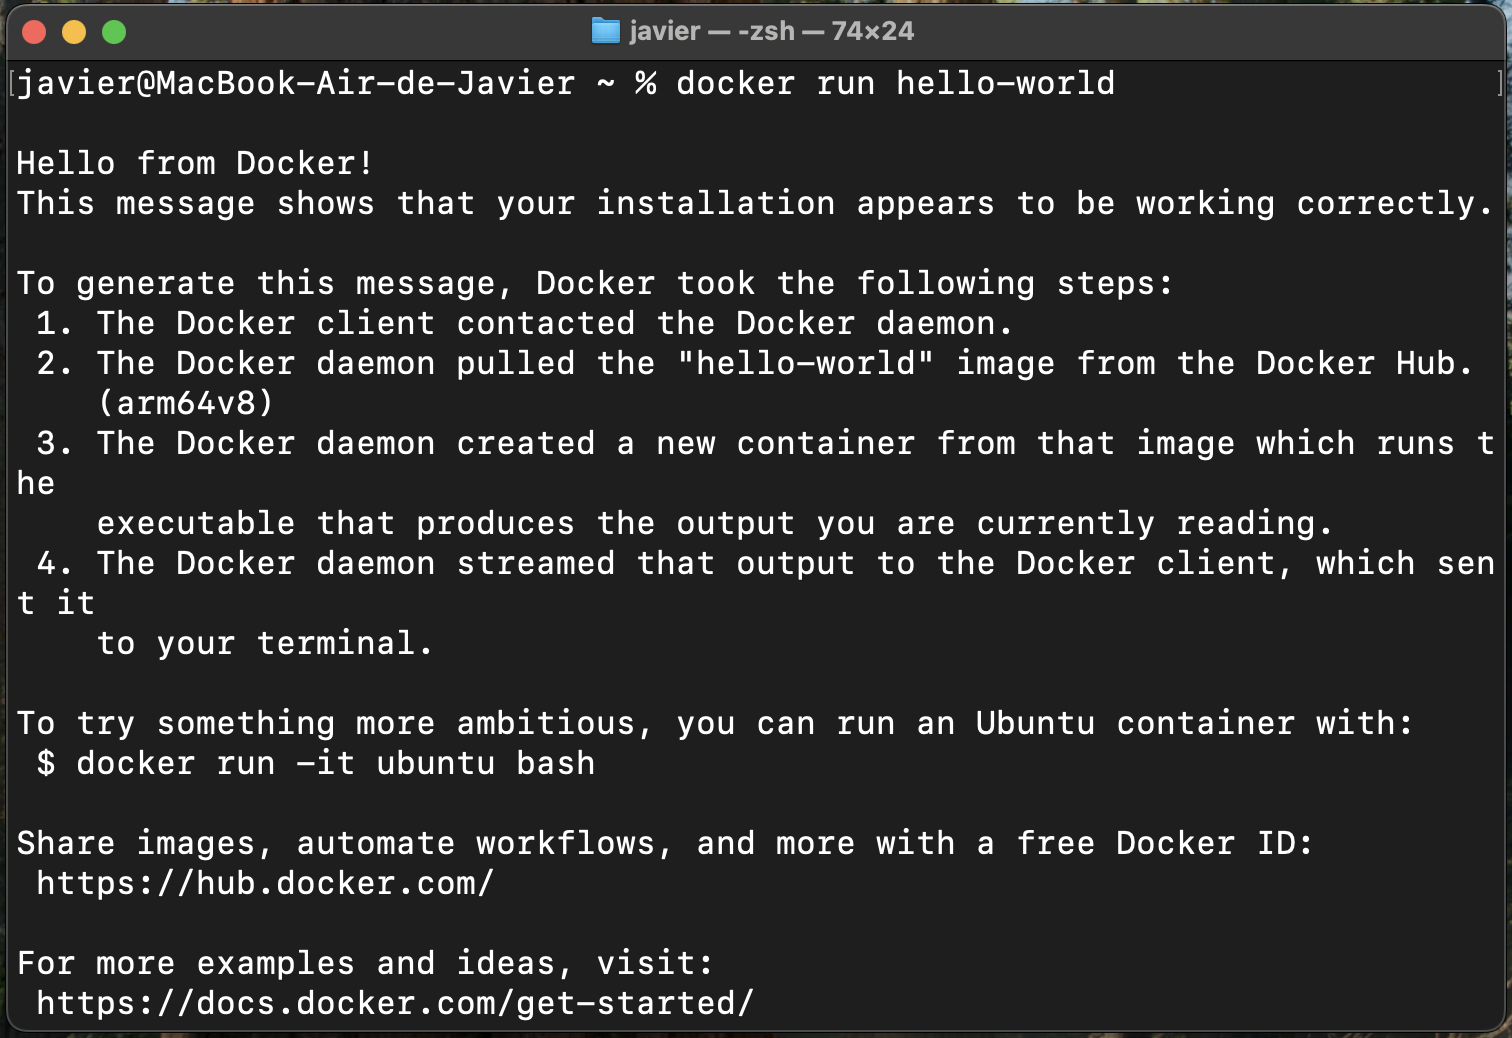 javier — -zsh — 74×24
[javier@MacBook-Air-de-Javier ~ % docker run hello-world ]

Hello from Docker!
This message shows that your installation appears to be working correctly.

To generate this message, Docker took the following steps:
 1. The Docker client contacted the Docker daemon.
 2. The Docker daemon pulled the "hello-world" image from the Docker Hub.
    (arm64v8)
 3. The Docker daemon created a new container from that image which runs t
he
    executable that produces the output you are currently reading.
 4. The Docker daemon streamed that output to the Docker client, which sen
t it
    to your terminal.

To try something more ambitious, you can run an Ubuntu container with:
 $ docker run -it ubuntu bash

Share images, automate workflows, and more with a free Docker ID:
 https://hub.docker.com/

For more examples and ideas, visit:
 https://docs.docker.com/get-started/